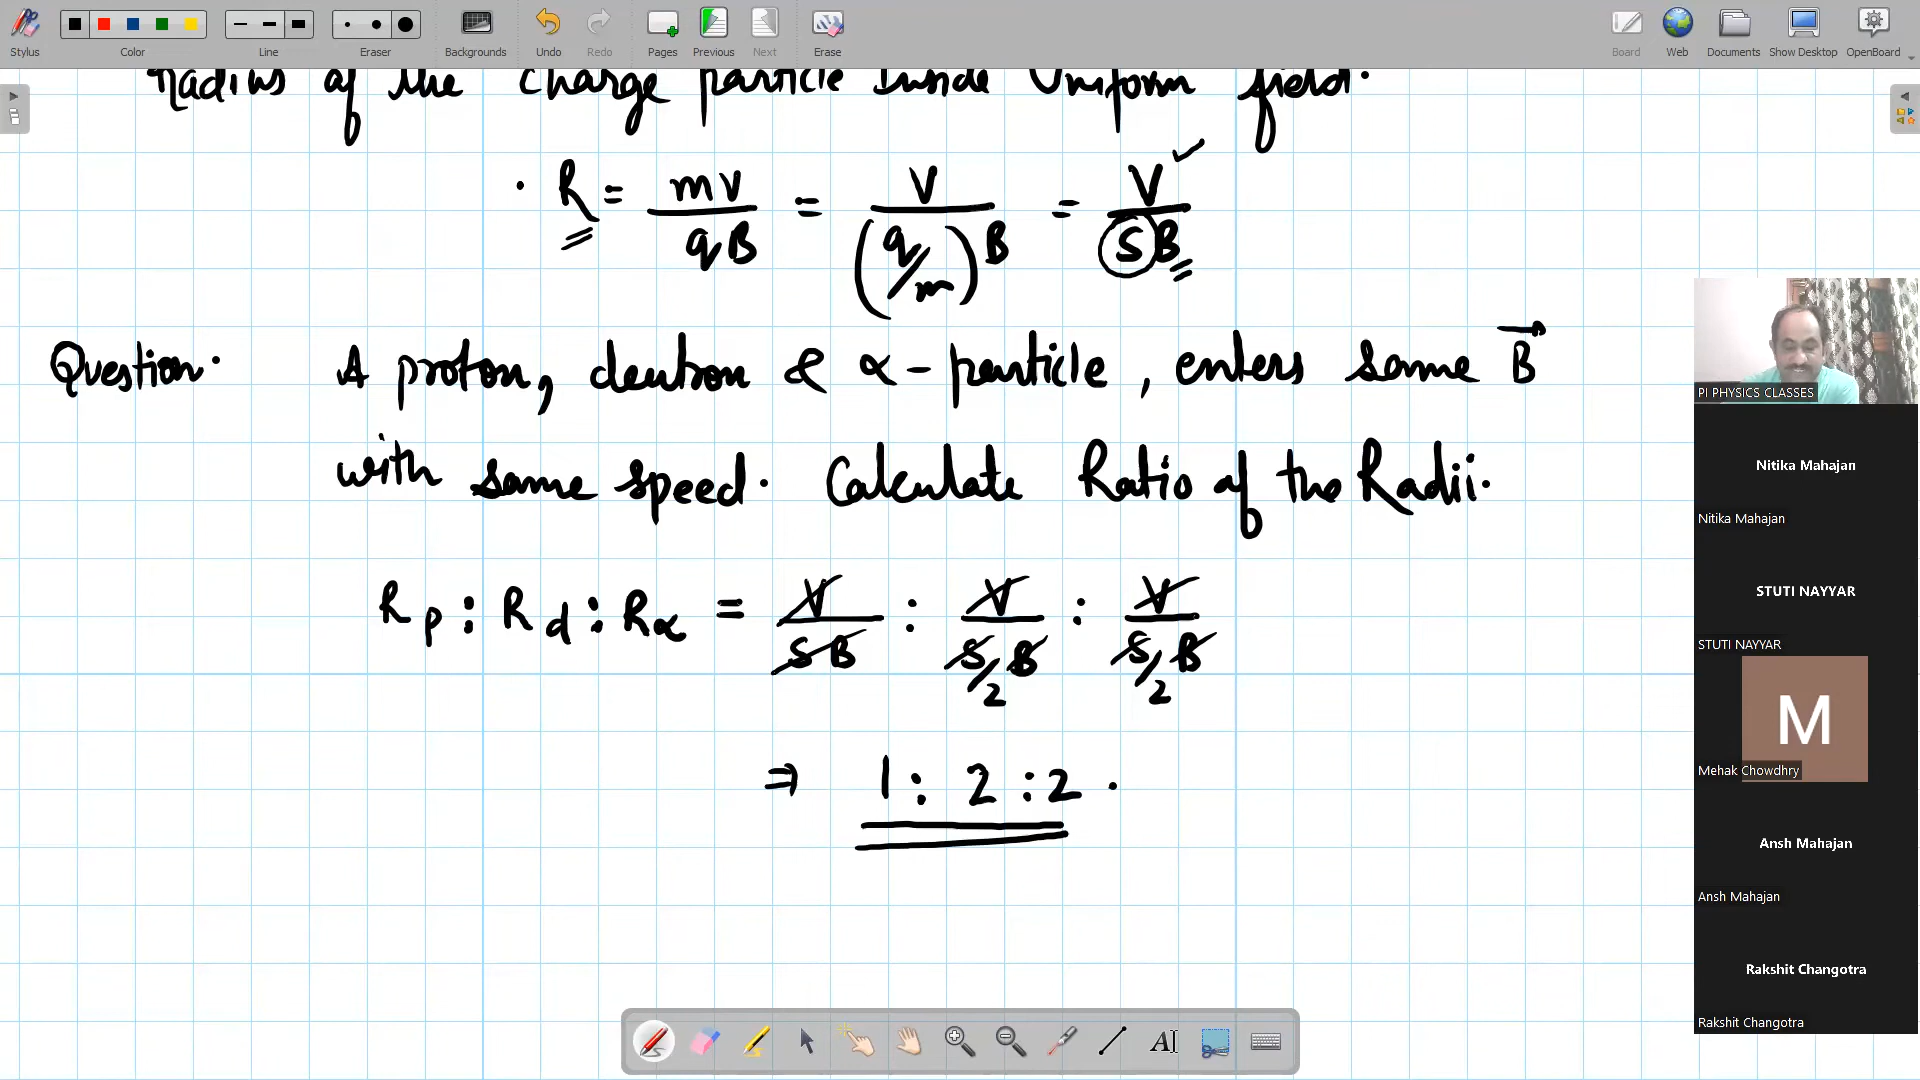 Stylus Color Line Eraser Backgrounds Undo Redo Pages Previous Next Erase Board Web Documents Show Desktop OpenBoard
Radius of the charge particle Inside Uniform field.
R = mv/qB = V/(q/m)B = V/SB ✓
Question. A proton, deutron & α-particle, enters same B⃗
with same speed. Calculate Ratio of the Radii.
Rp : Rd : Rα = V/SB : V/(S/2)B : V/(S/2)B
⇒ 1 : 2 : 2 .
PI PHYSICS CLASSES
Nitika Mahajan
Nitika Mahajan
STUTI NAYYAR
STUTI NAYYAR
M
Mehak Chowdhry
Ansh Mahajan
Ansh Mahajan
Rakshit Changotra
Rakshit Changotra